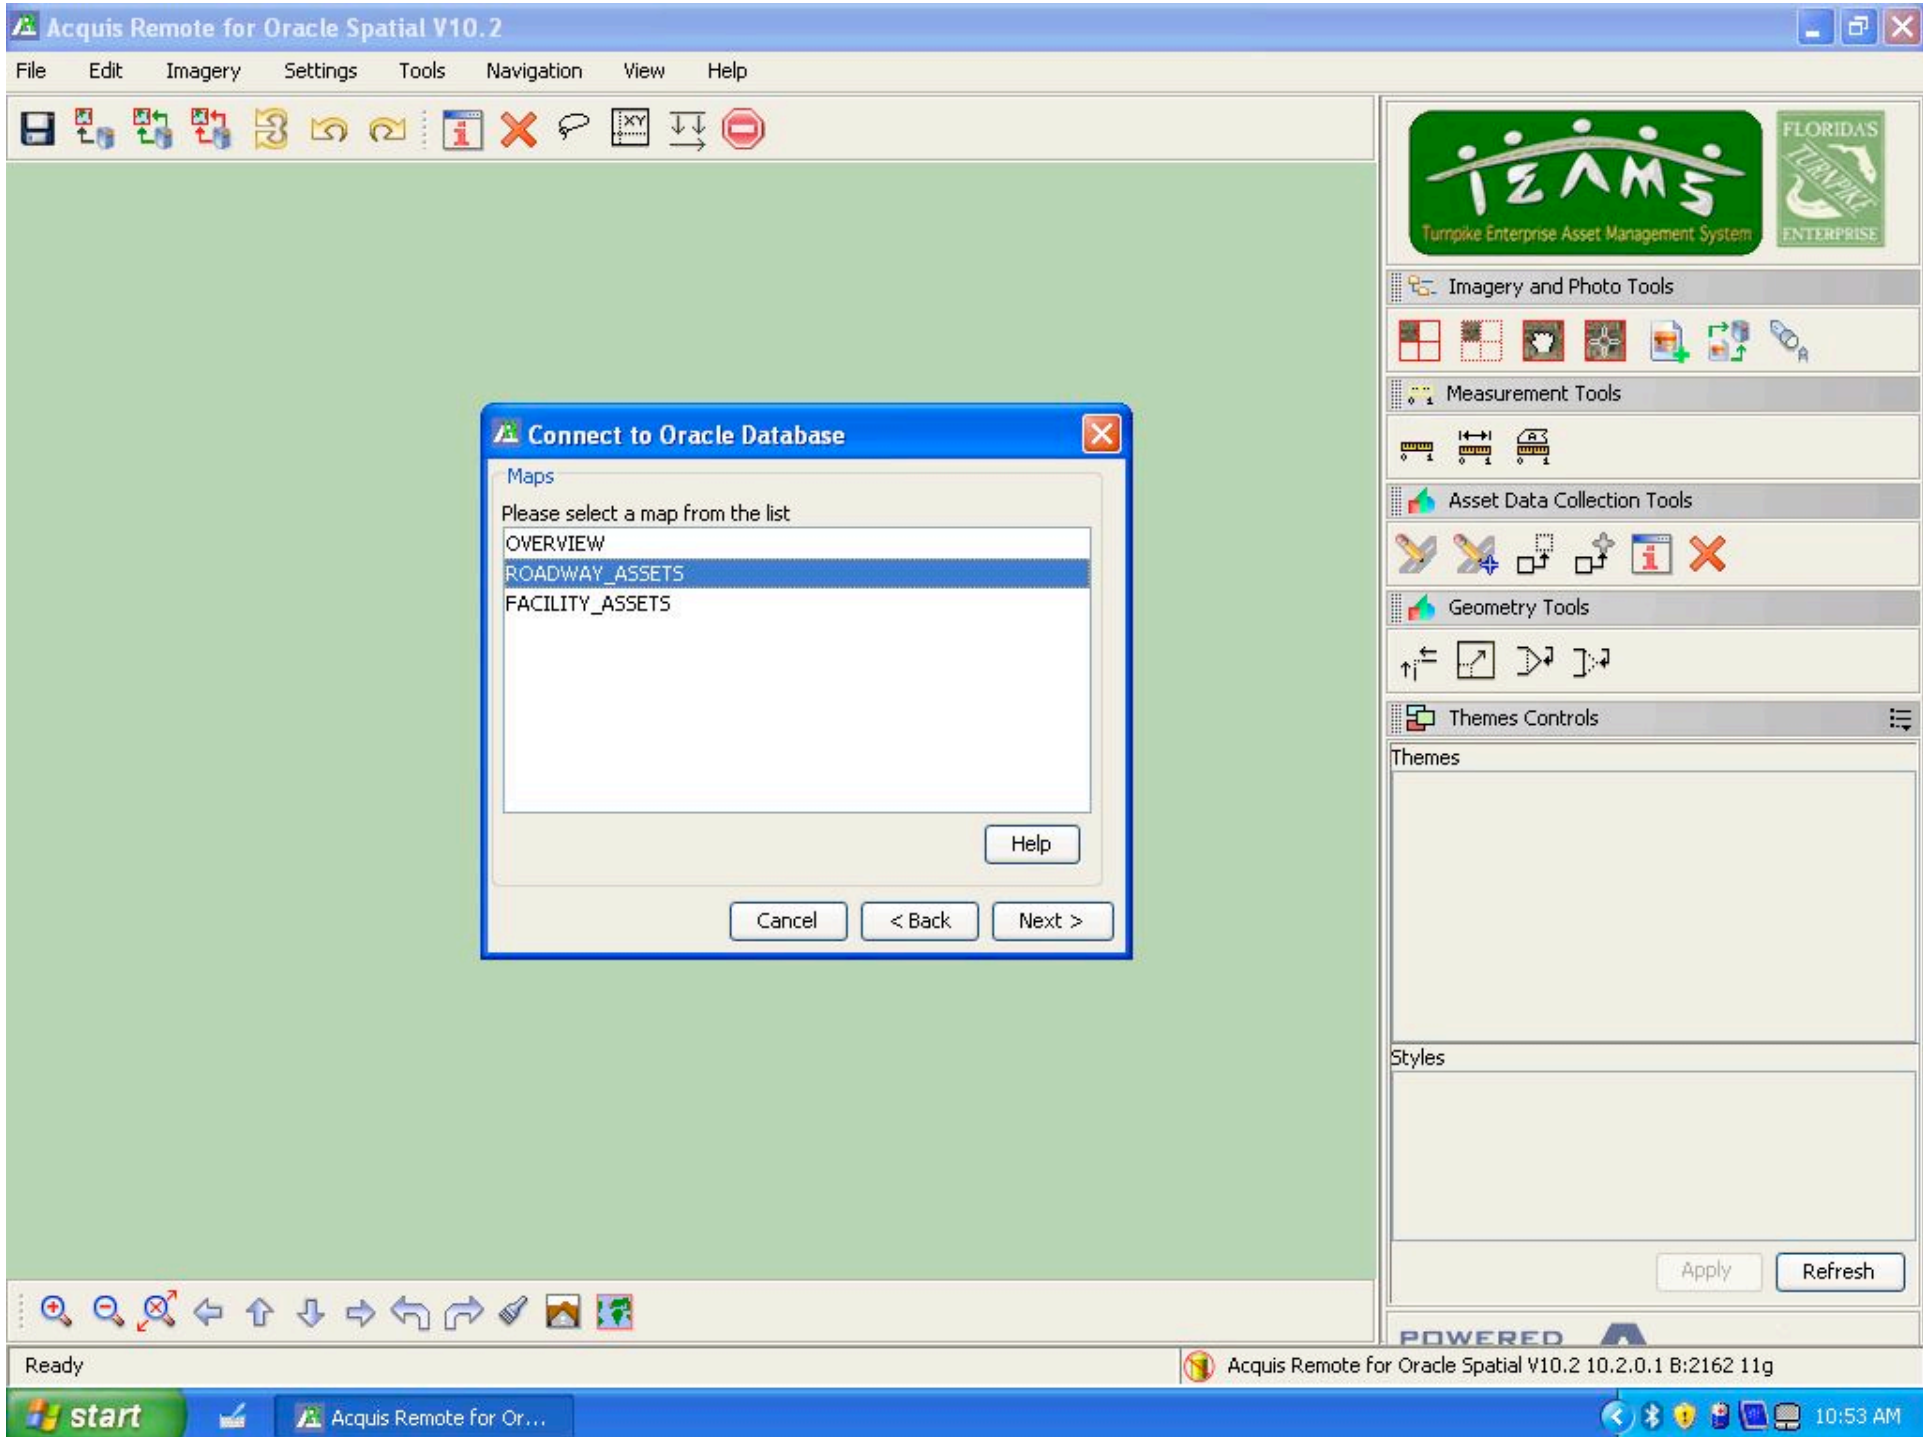 Acquis Remote for Oracle Spatial V10.2
File Edit Imagery Settings Tools Navigation View Help
XY
TEAMS
Turnpike Enterprise Asset Management System
FLORIDA'S
TURNPIKE
ENTERPRISE
Imagery and Photo Tools
Measurement Tools
Asset Data Collection Tools
Geometry Tools
Themes Controls
Themes
Styles
Apply Refresh
POWERED
Connect to Oracle Database
Maps
Please select a map from the list
OVERVIEW
ROADWAY_ASSETS
FACILITY_ASSETS
Help
Cancel < Back Next >
Ready
Acquis Remote for Oracle Spatial V10.2 10.2.0.1 B:2162 11g
start
Acquis Remote for Or...
10:53 AM